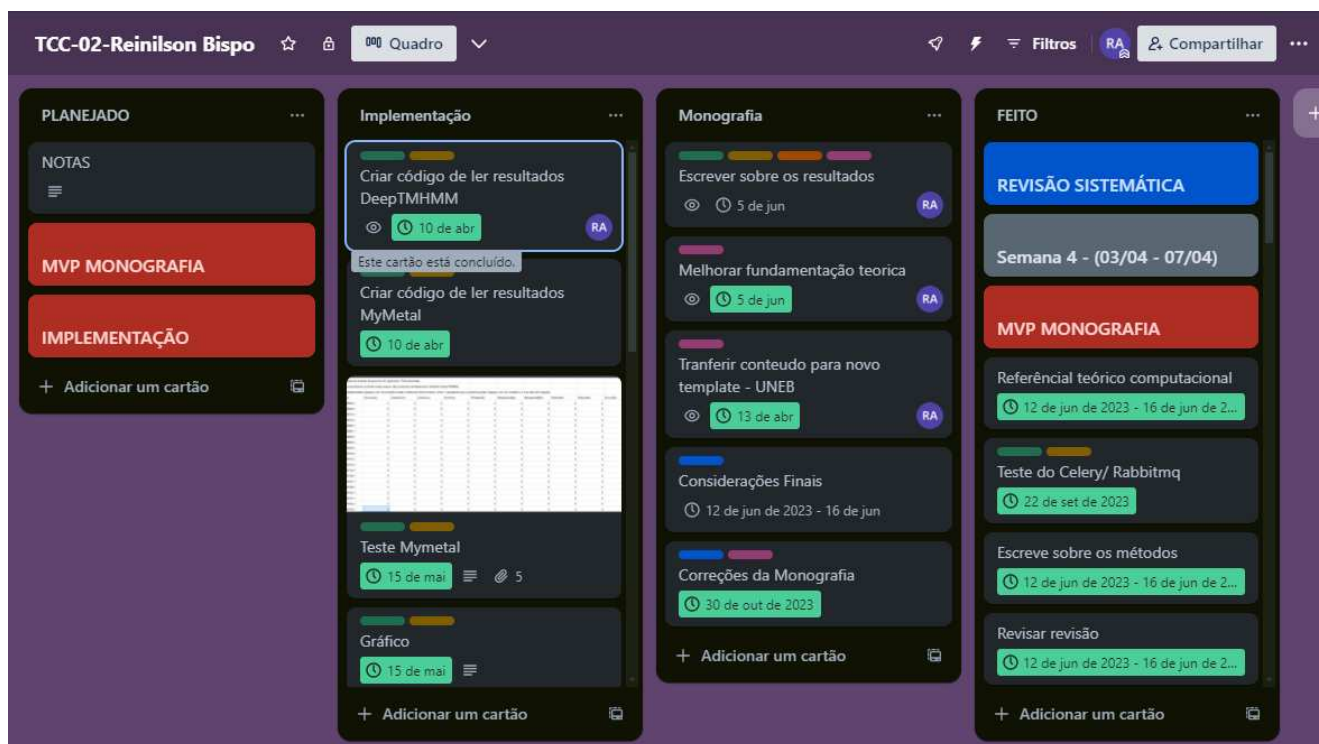 TCC-02-Reinilson Bispo
Quadro
Filtros
RA
Compartilhar
PLANEJADO
NOTAS
MVP MONOGRAFIA
IMPLEMENTAÇÃO
+ Adicionar um cartão
Implementação
Criar código de ler resultados
DeepTMHMM
10 de abr
RA
Este cartão está concluído.
Criar código de ler resultados
MyMetal
10 de abr
Teste Mymetal
15 de mai
5
Gráfico
15 de mai
+ Adicionar um cartão
Monografia
Escrever sobre os resultados
5 de jun
RA
Melhorar fundamentação teorica
5 de jun
RA
Tranferir conteudo para novo
template - UNEB
13 de abr
RA
Considerações Finais
12 de jun de 2023 - 16 de jun
Correções da Monografia
30 de out de 2023
+ Adicionar um cartão
FEITO
REVISÃO SISTEMÁTICA
Semana 4 - (03/04 - 07/04)
MVP MONOGRAFIA
Referêncial teórico computacional
12 de jun de 2023 - 16 de jun de 2...
Teste do Celery/ Rabbitmq
22 de set de 2023
Escreve sobre os métodos
12 de jun de 2023 - 16 de jun de 2...
Revisar revisão
12 de jun de 2023 - 16 de jun de 2...
+ Adicionar um cartão